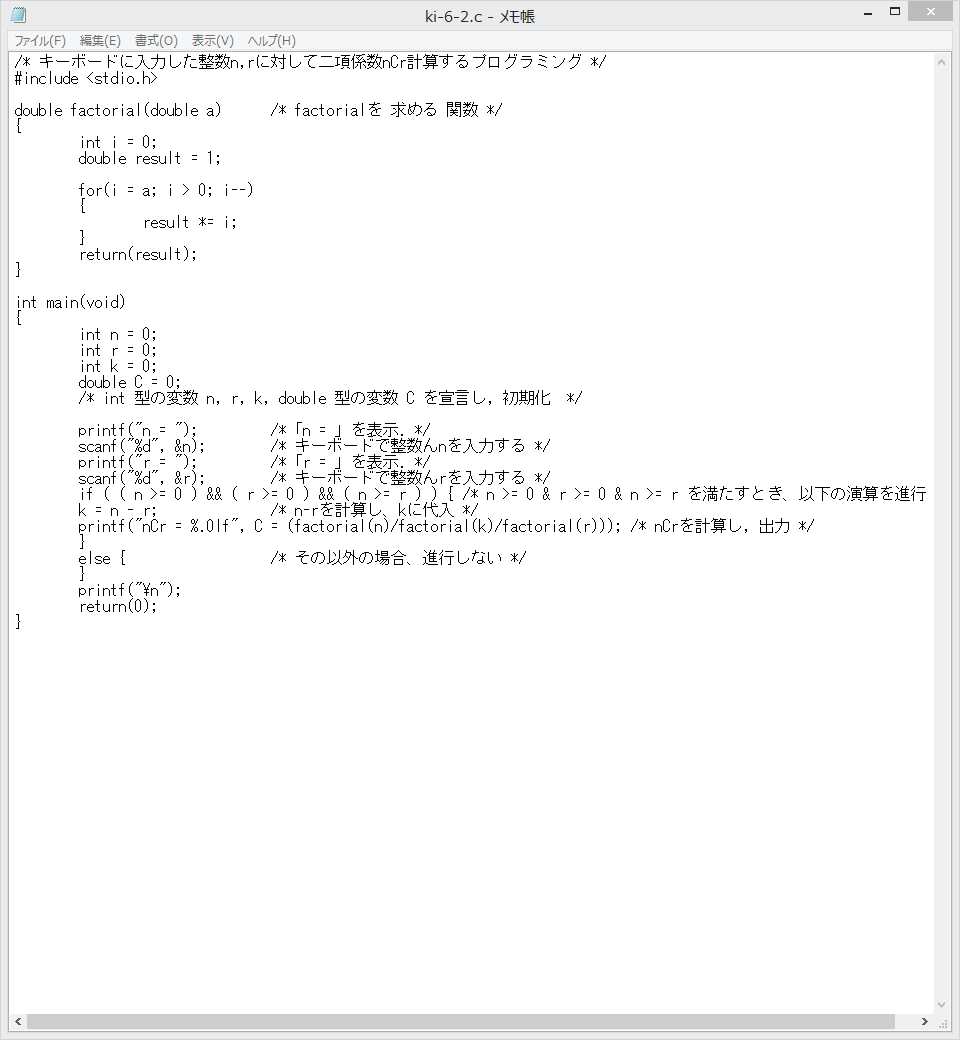 ki-6-2.c - メモ帳
ファイル(F) 編集(E) 書式(O) 表示(V) ヘルプ(H)
/* キーボードに入力した整数n,rに対して二項係数nCr計算するプログラミング */
#include <stdio.h>
double factorial(double a) /* factorialを 求める 関数 */
{
int i = 0;
double result = 1;
for(i = a; i > 0; i--)
{
result *= i;
}
return(result);
}
int main(void)
{
int n = 0;
int r = 0;
int k = 0;
double C = 0;
/* int 型の変数 n, r, k, double 型の変数 C を宣言し, 初期化 */
printf("n = "); /*「n = 」を表示. */
scanf("%d", &n); /* キーボードで整数んnを入力する */
printf("r = "); /*「r = 」を表示. */
scanf("%d", &r); /* キーボードで整数んrを入力する */
if ( ( n >= 0 ) && ( r >= 0 ) && ( n >= r ) ) { /* n >= 0 & r >= 0 & n >= r を満たすとき、以下の演算を進行
k = n - r; /* n-rを計算し、kに代入 */
printf("nCr = %.0lf", C = (factorial(n)/factorial(k)/factorial(r))); /* nCrを計算し, 出力 */
}
else { /* その以外の場合、進行しない */
}
printf("¥n");
return(0);
}